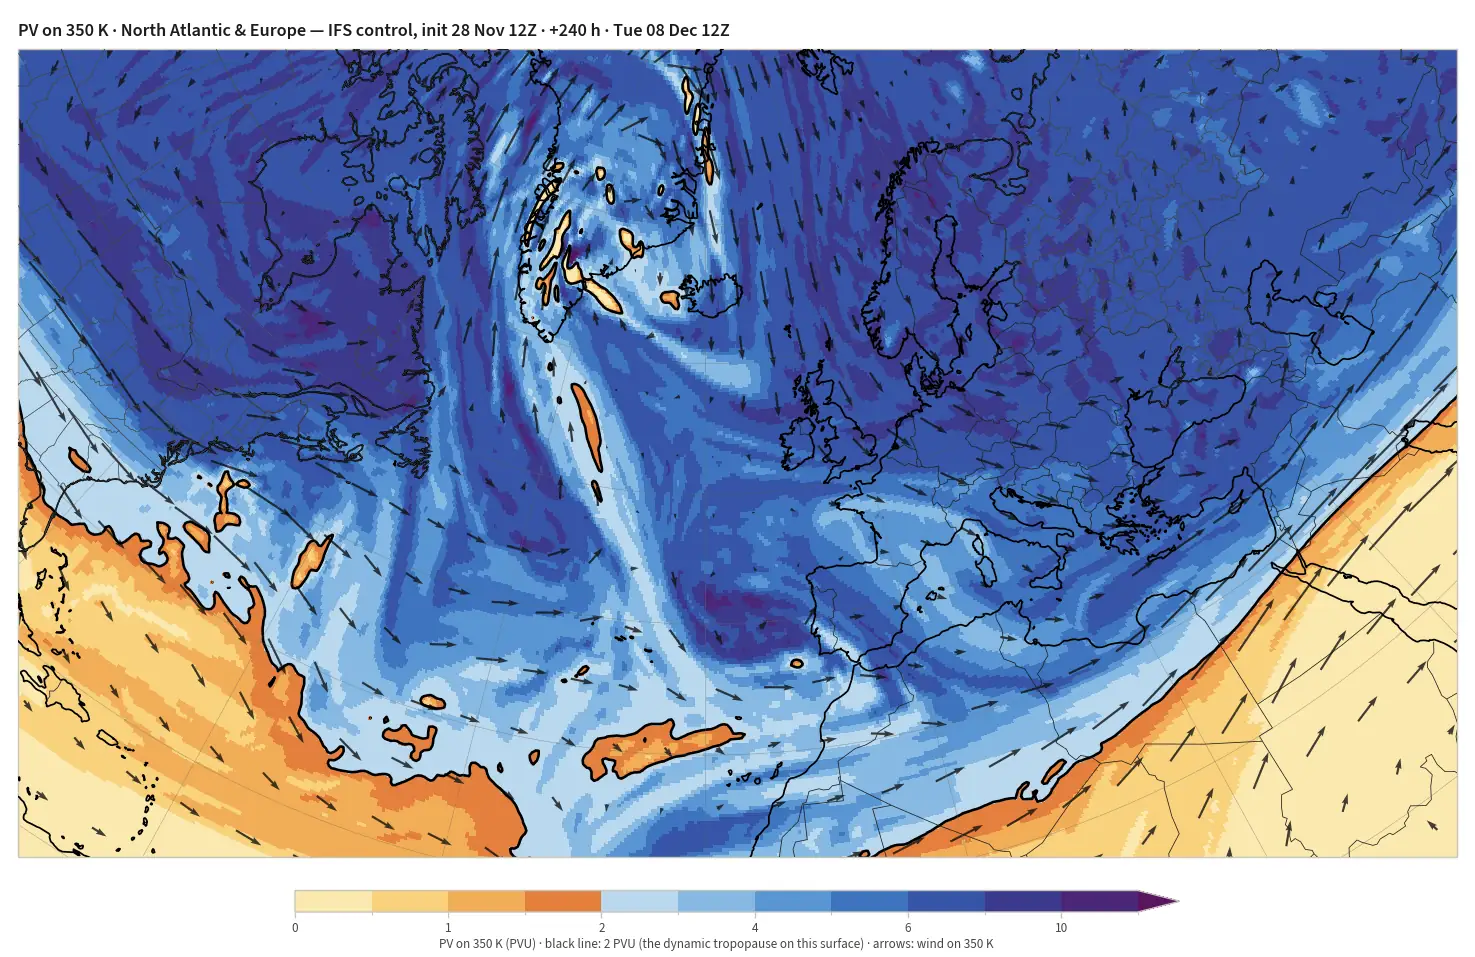 PV on 350 K · North Atlantic & Europe — IFS control, init 28 Nov 12Z · +240 h · Tue 08 Dec 12Z
0 1 2 4 6 10
PV on 350 K (PVU) · black line: 2 PVU (the dynamic tropopause on this surface) · arrows: wind on 350 K